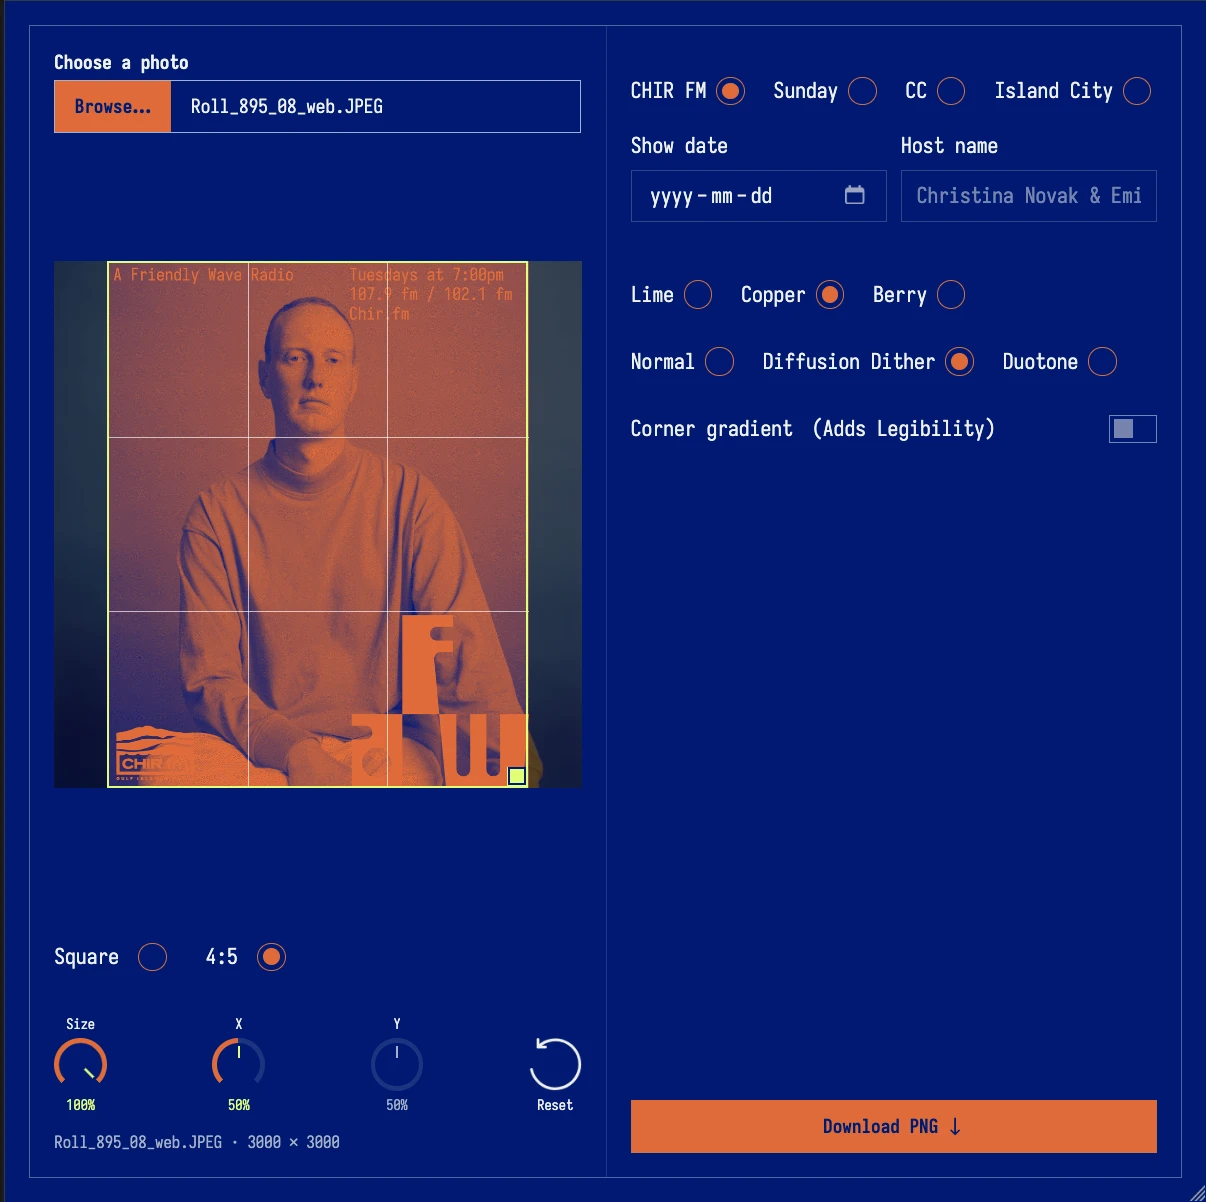 Choose a photo
Browse...
Roll_895_08_web.JPEG
A Friendly Wave Radio
Tuesdays at 7:00pm
107.9 fm / 102.1 fm
Chir.fm
F
a w
CHIR
Square
4:5
Size
X
Y
100%
50%
50%
Reset
Roll_895_08_web.JPEG · 3000 × 3000
CHIR FM
Sunday
CC
Island City
Show date
Host name
yyyy-mm-dd
Christina Novak & Emi
Lime
Copper
Berry
Normal
Diffusion Dither
Duotone
Corner gradient (Adds Legibility)
Download PNG ↓